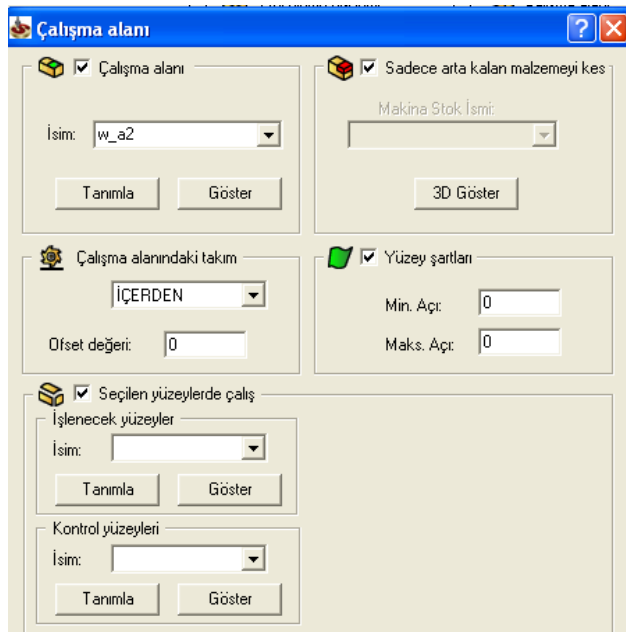 Çalışma alanı
Çalışma alanı
İsim: w_a2
Tanımla Göster
Sadece arta kalan malzemeyi kes
Makina Stok İsmi:
3D Göster
Çalışma alanındaki takım
İÇERDEN
Ofset değeri: 0
Yüzey şartları
Min. Açı: 0
Maks. Açı: 0
Seçilen yüzeylerde çalış
İşlenecek yüzeyler
İsim:
Tanımla Göster
Kontrol yüzeyleri
İsim:
Tanımla Göster